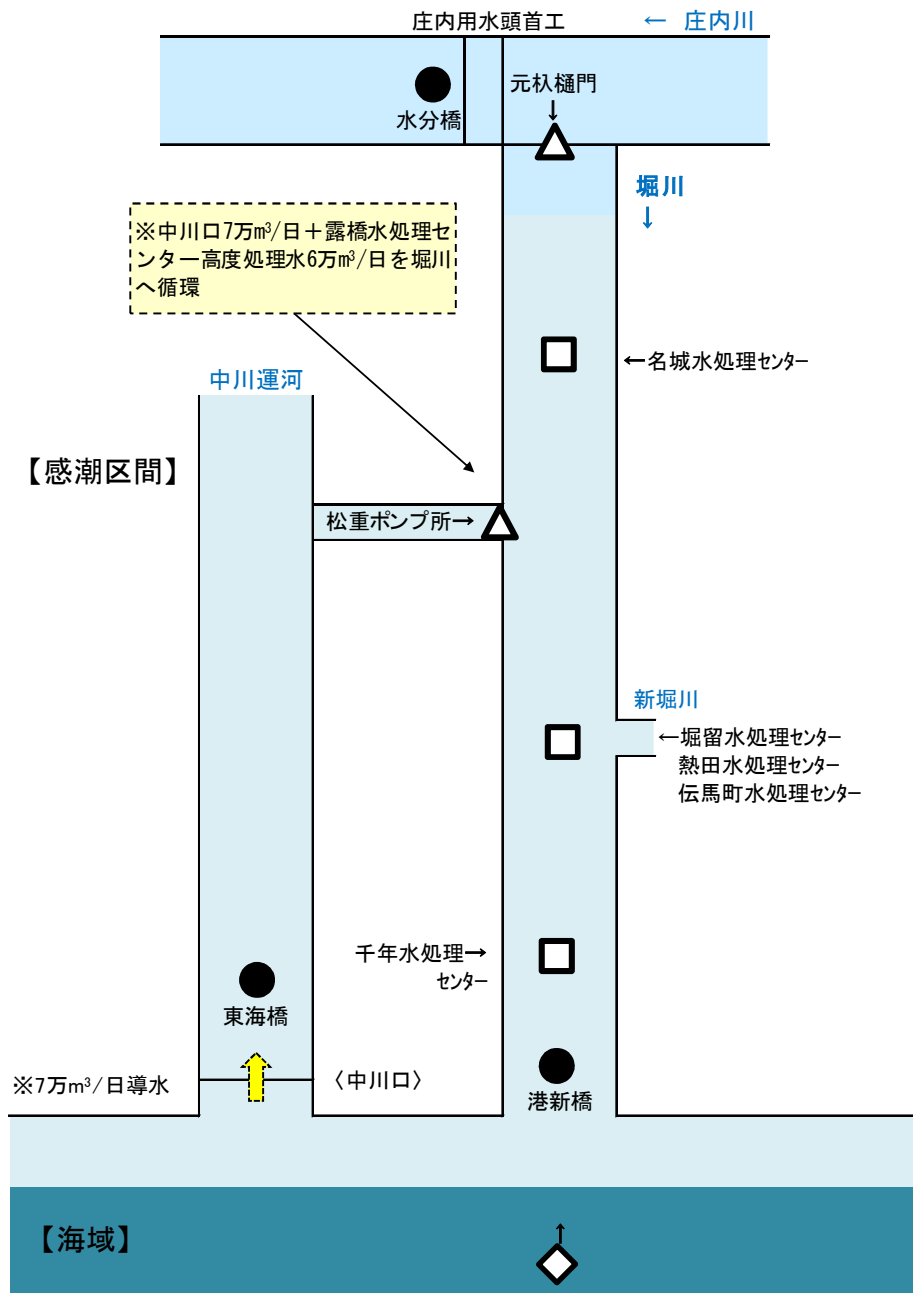 庄内用水頭首工
← 庄内川
元杁樋門
↓
水分橋
堀川
↓
※中川口7万m³/日＋露橋水処理セ
ンター高度処理水6万m³/日を堀川
へ循環
←名城水処理センター
中川運河
【感潮区間】
松重ポンプ所→
新堀川
←堀留水処理センター
熱田水処理センター
伝馬町水処理センター
千年水処理→
センター
東海橋
※7万m³/日導水
〈中川口〉
港新橋
【海域】
↑